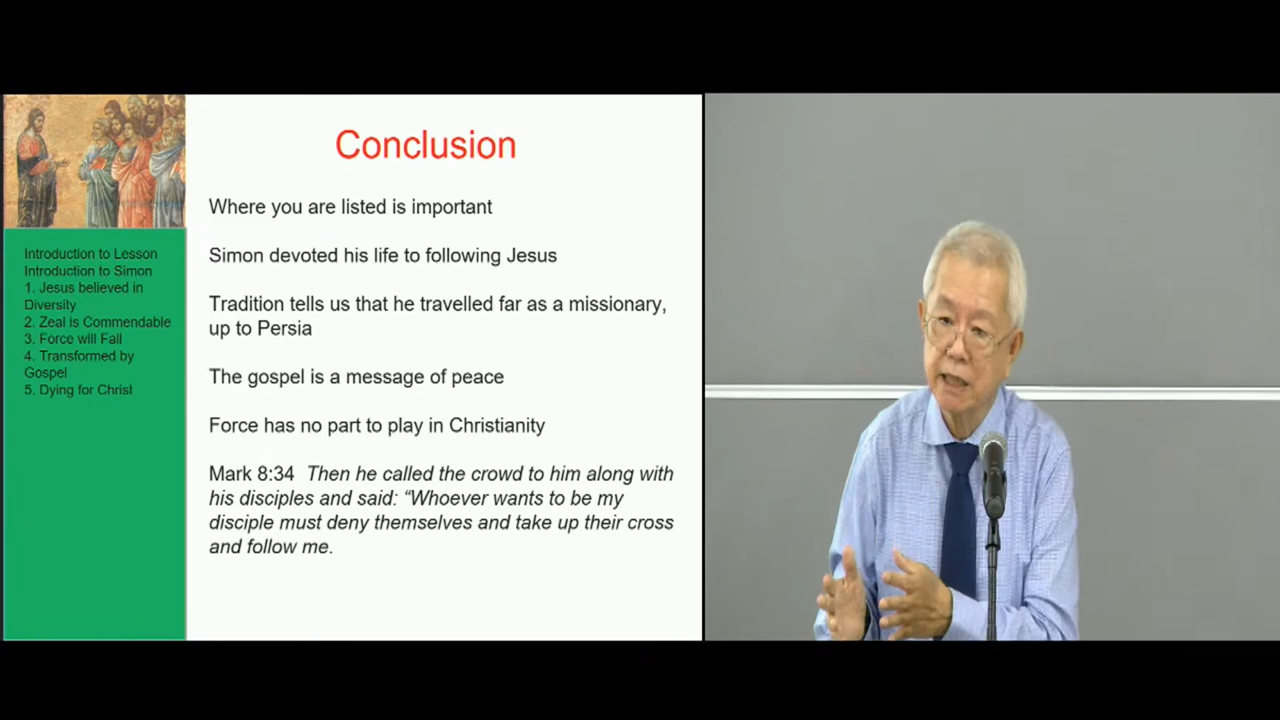 Conclusion
Where you are listed is important
Simon devoted his life to following Jesus
Tradition tells us that he travelled far as a missionary,
up to Persia
The gospel is a message of peace
Force has no part to play in Christianity
Mark 8:34 Then he called the crowd to him along with
his disciples and said: “Whoever wants to be my
disciple must deny themselves and take up their cross
and follow me.
Introduction to Lesson
Introduction to Simon
1. Jesus believed in
Diversity
2. Zeal is Commendable
3. Force will Fail
4. Transformed by
Gospel
5. Dying for Christ